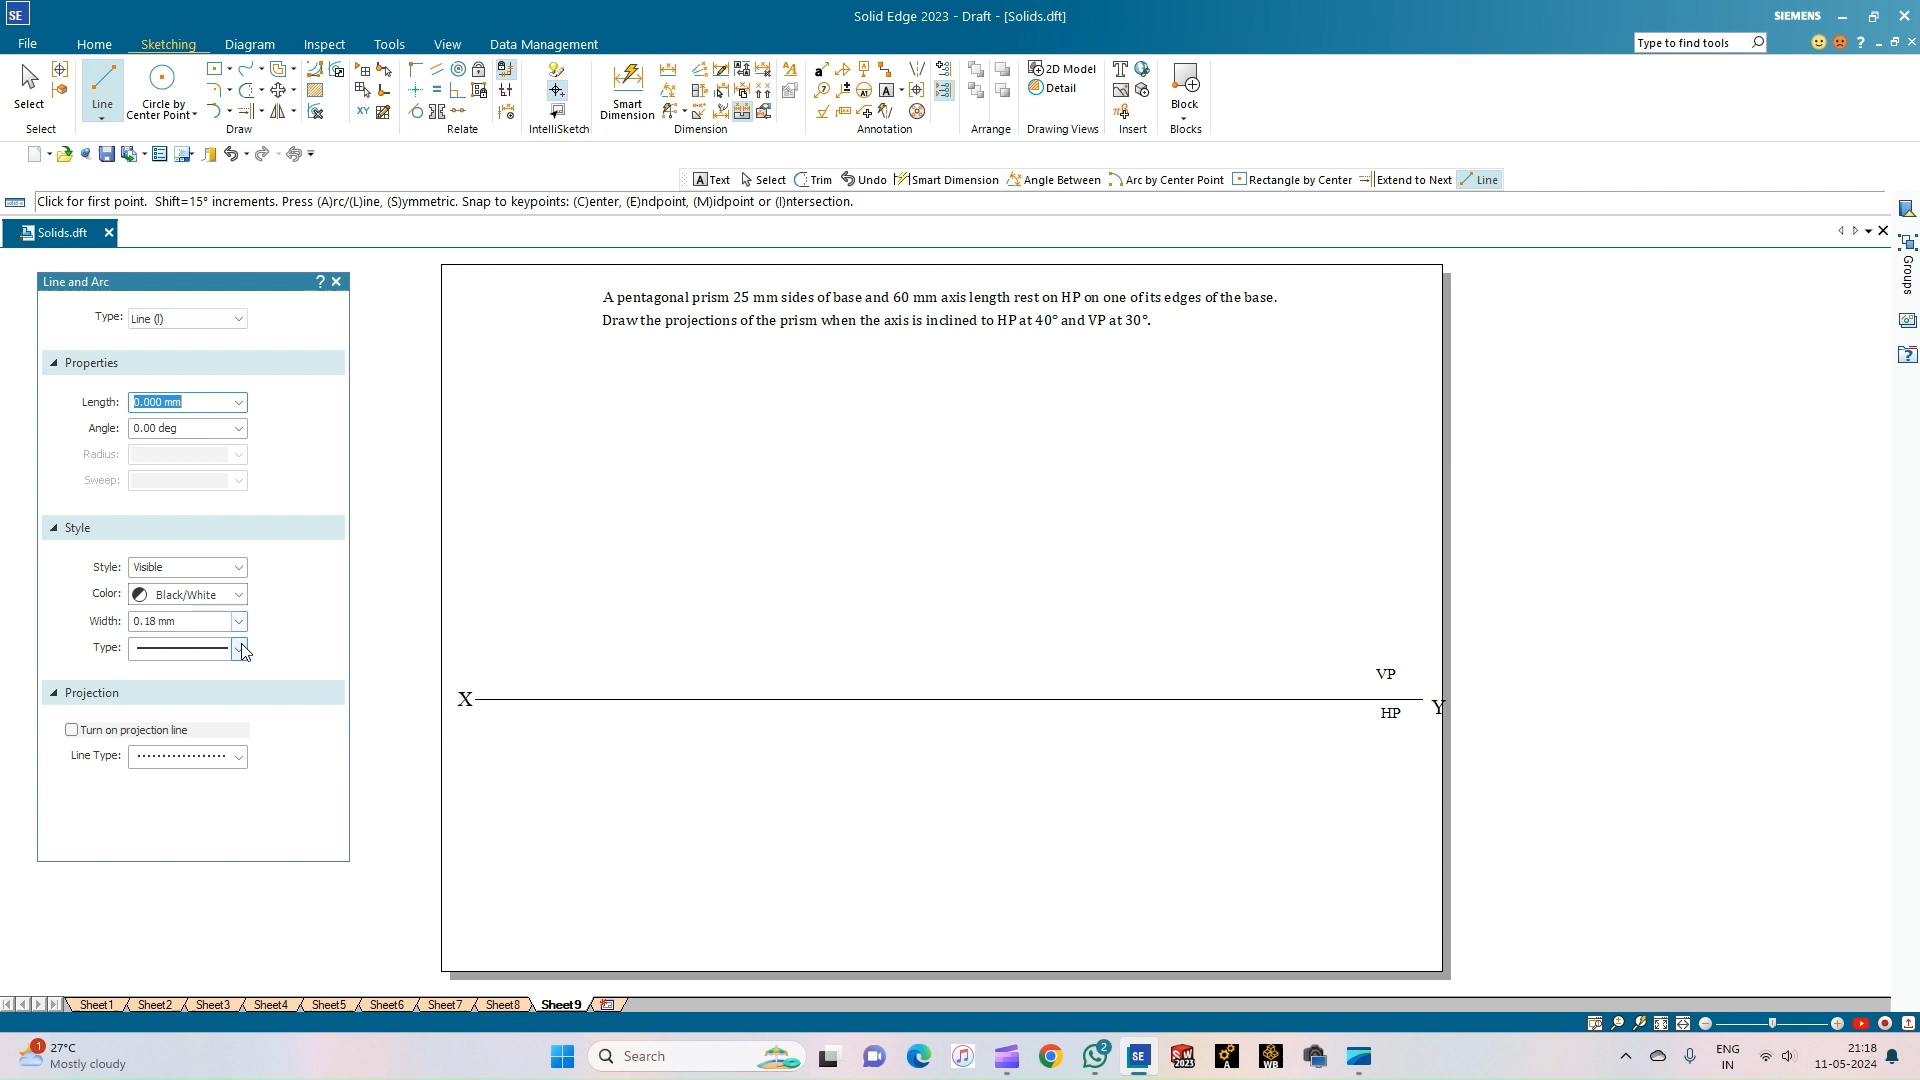 SE
Solid Edge 2023 - Draft - [Solids.dft]
SIEMENS
File
Home
Sketching
Diagram
Inspect
Tools
View
Data Management
Type to find tools
Select
Line
Circle by
Center Point
Smart
Dimension
2D Model
Detail
Block
Select
Draw
Relate
IntelliSketch
Dimension
Annotation
Arrange
Drawing Views
Insert
Blocks
A Text
Select
Trim
Undo
Smart Dimension
Angle Between
Arc by Center Point
Rectangle by Center
Extend to Next
Line
Click for first point. Shift=15° increments. Press (A)rc/(L)ine, (S)ymmetric. Snap to keypoints: (C)enter, (E)ndpoint, (M)idpoint or (I)ntersection.
Solids.dft
Groups
Line and Arc
Type: Line (l)
Properties
Length: 0.000 mm
Angle: 0.00 deg
Radius:
Sweep:
Style
Style: Visible
Color: Black/White
Width: 0.18 mm
Type:
Projection
Turn on projection line
Line Type:
A pentagonal prism 25 mm sides of base and 60 mm axis length rest on HP on one of its edges of the base.
Draw the projections of the prism when the axis is inclined to HP at 40° and VP at 30°.
VP
X
Y
HP
Sheet1
Sheet2
Sheet3
Sheet4
Sheet5
Sheet6
Sheet7
Sheet8
Sheet9
1
27°C
Mostly cloudy
Search
2
SE
SW
2023
A
WB
ENG
IN
21:18
11-05-2024